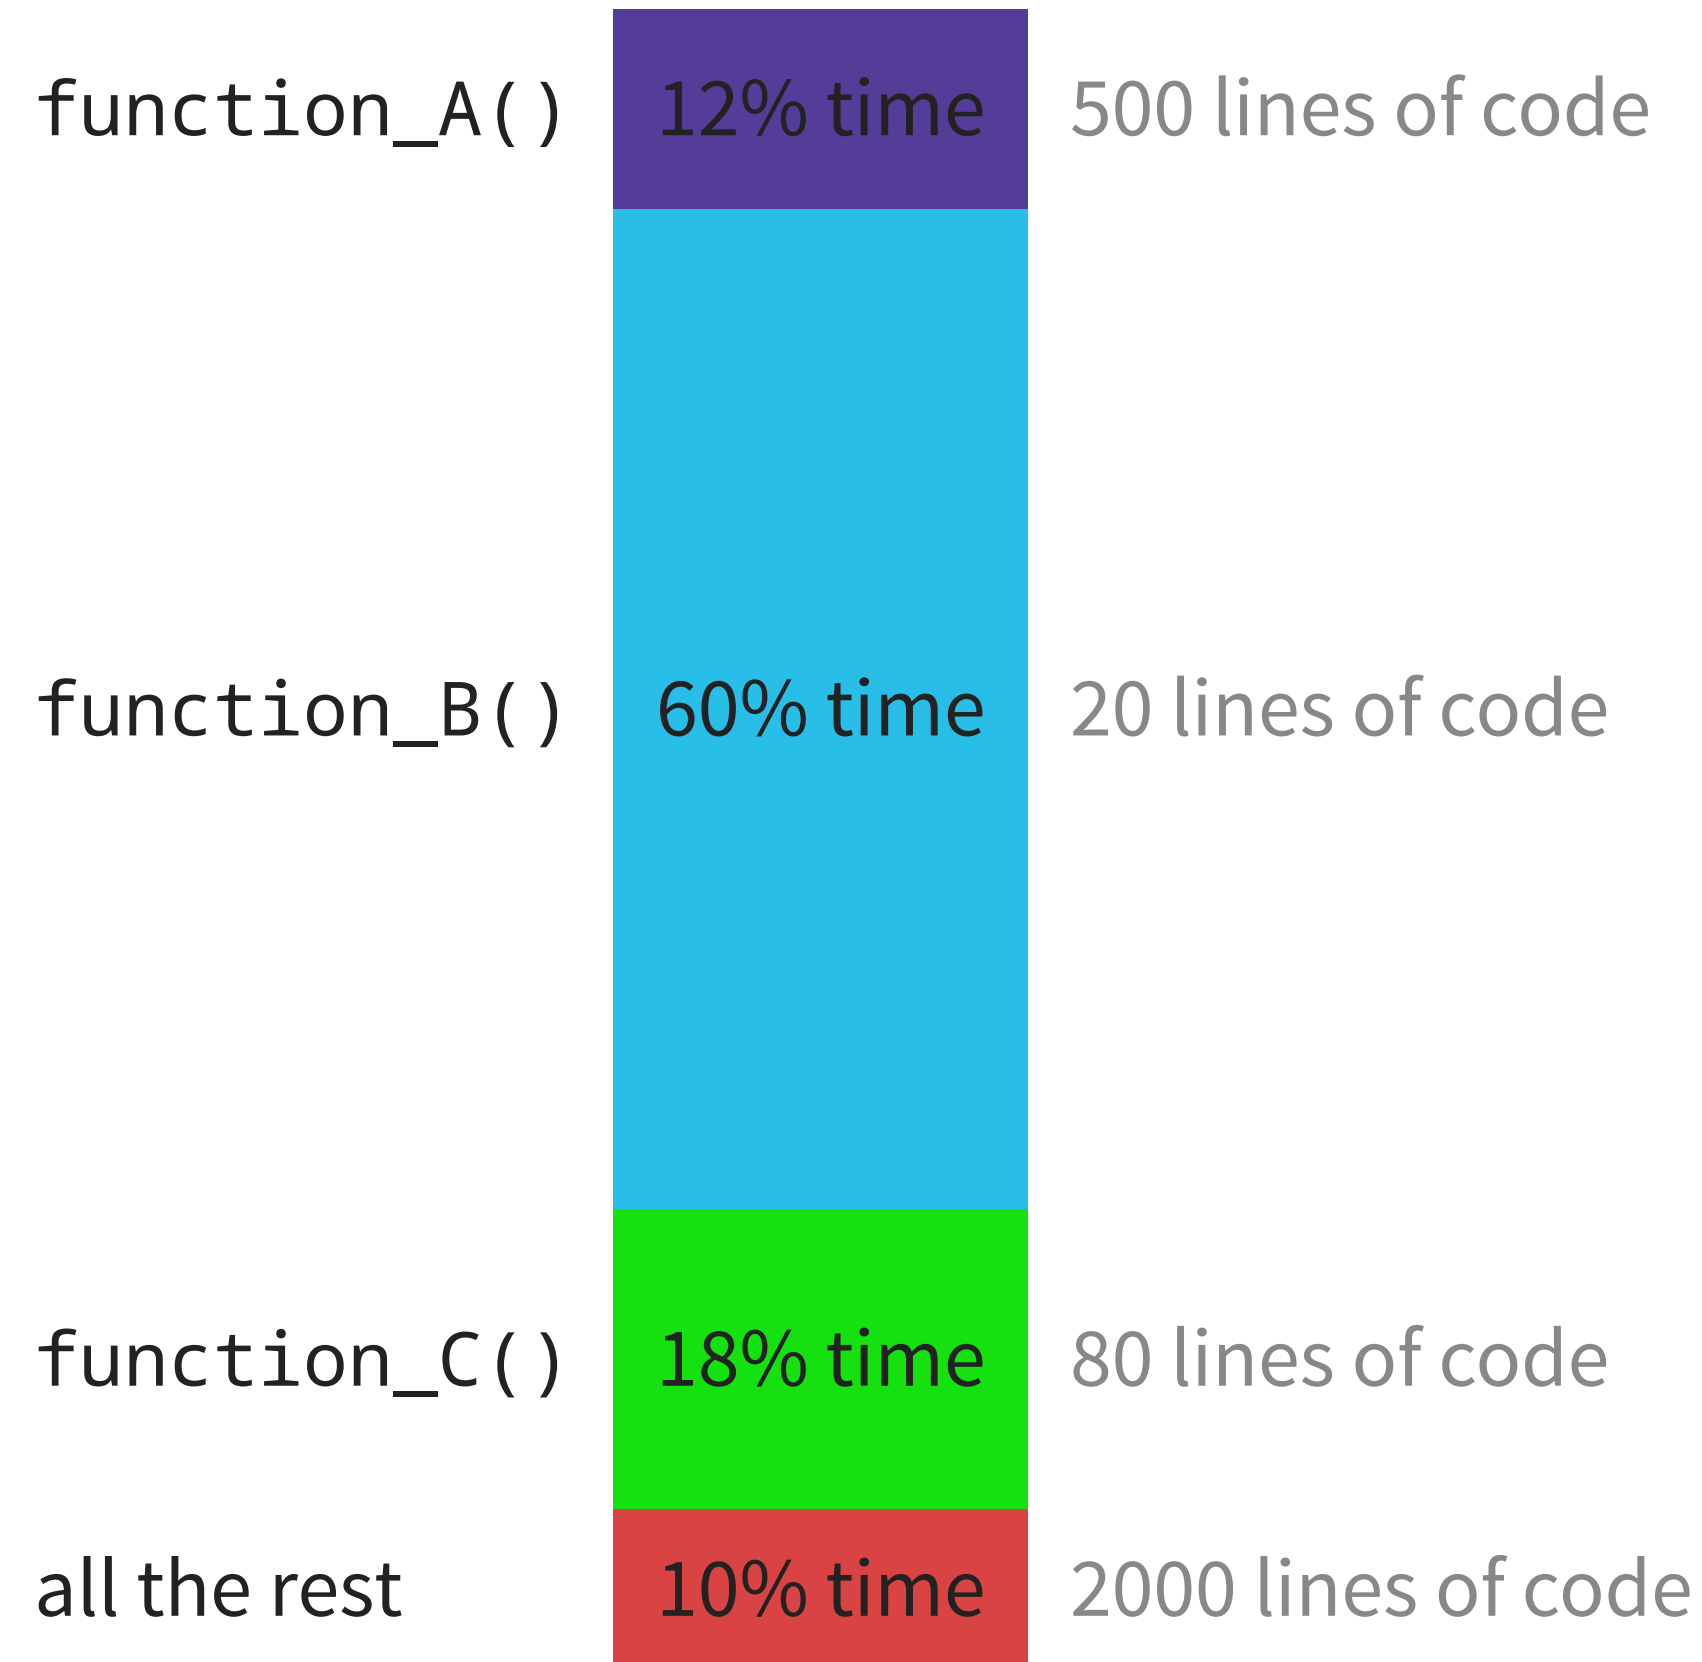 function_A() 12% time 500 lines of code
function_B() 60% time 20 lines of code
function_C() 18% time 80 lines of code
all the rest 10% time 2000 lines of code